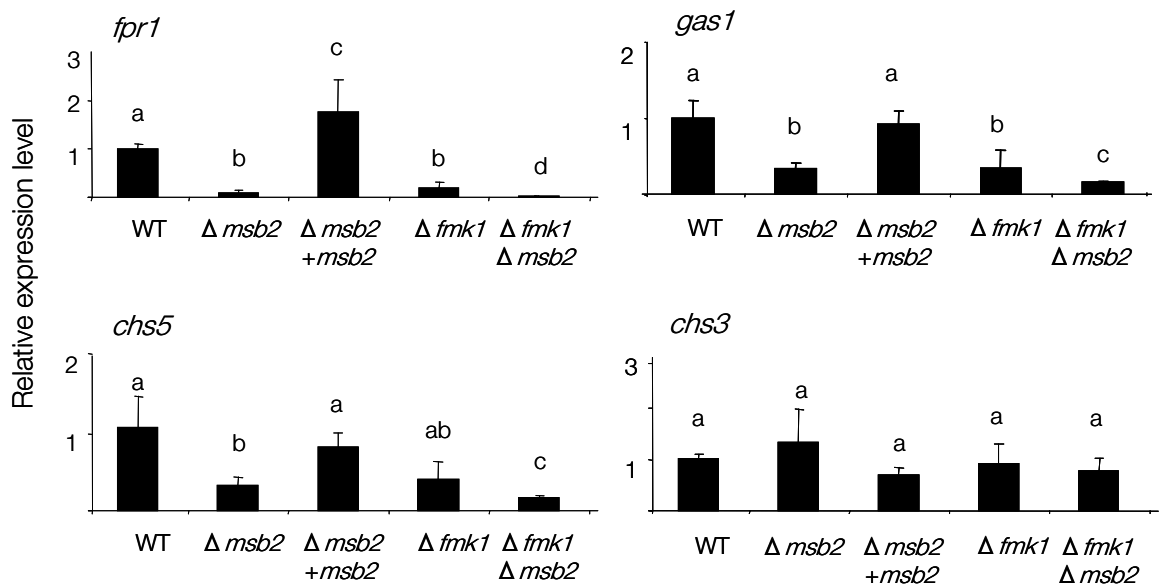 Relative expression level
fpr1
3
2
1
a
b
c
b
d
WT
Δ msb2
Δ msb2
+msb2
Δ fmk1
Δ fmk1
Δ msb2
gas1
2
1
a
b
a
b
c
WT
Δ msb2
Δ msb2
+msb2
Δ fmk1
Δ fmk1
Δ msb2
chs5
2
1
a
b
a
ab
c
WT
Δ msb2
Δ msb2
+msb2
Δ fmk1
Δ fmk1
Δ msb2
chs3
3
1
a
a
a
a
a
WT
Δ msb2
Δ msb2
+msb2
Δ fmk1
Δ fmk1
Δ msb2